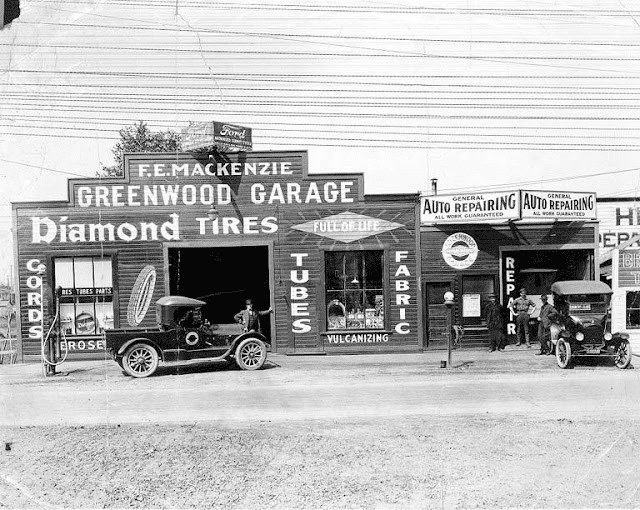 Ford
F.E. MACKENZIE
GREENWOOD GARAGE
Diamond TIRES
FULL OF LIFE
CORDS
TUBES
FABRIC
VULCANIZING
TIRES TUBES PARTS
GENERAL
AUTO REPAIRING
ALL WORK GUARANTEED
GENERAL
AUTO REPAIRING
ALL WORK GUARANTEED
REPAIR